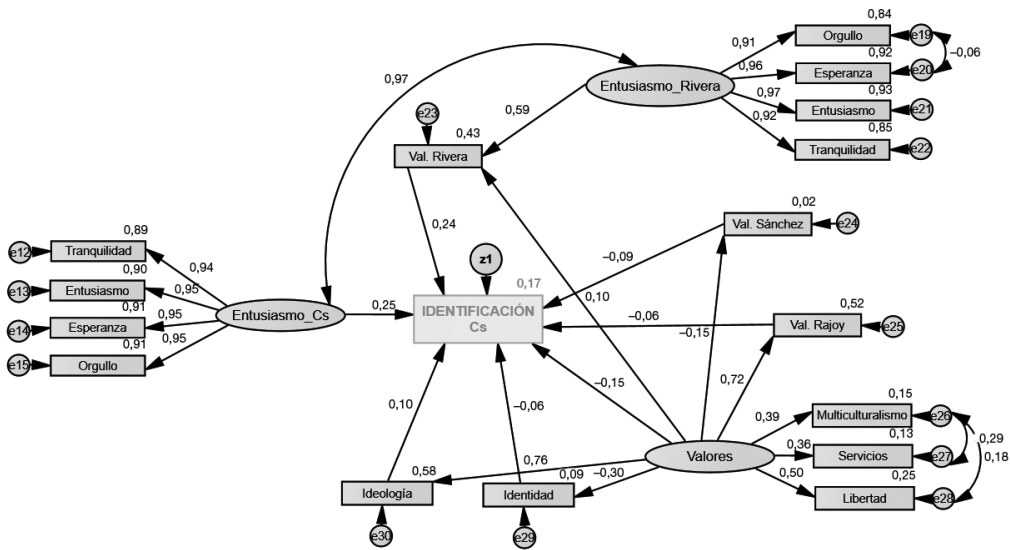 0,84
Orgullo
e19
0,91
0,92
–0,06
0,96
Esperanza
e20
Entusiasmo_Rivera
0,93
0,97
Entusiasmo
e21
0,92
0,85
Tranquilidad
e22
0,97
e23
0,59
0,43
Val. Rivera
0,02
Val. Sánchez
e24
0,24
–0,09
0,89
e12
Tranquilidad
0,94
0,90
e13
Entusiasmo
0,95
0,91
e14
Esperanza
0,95
0,91
e15
Orgullo
0,95
Entusiasmo_Cs
0,25
z1
0,17
IDENTIFICACIÓN
Cs
0,10
–0,15
0,52
–0,06
Val. Rajoy
e25
–0,15
0,72
0,10
–0,06
0,15
0,39
Multiculturalismo
e26
0,13
0,29
0,36
Servicios
e27
0,18
0,25
0,50
Libertad
e28
Valores
0,58
0,76
0,09
–0,30
Ideología
Identidad
e30
e29